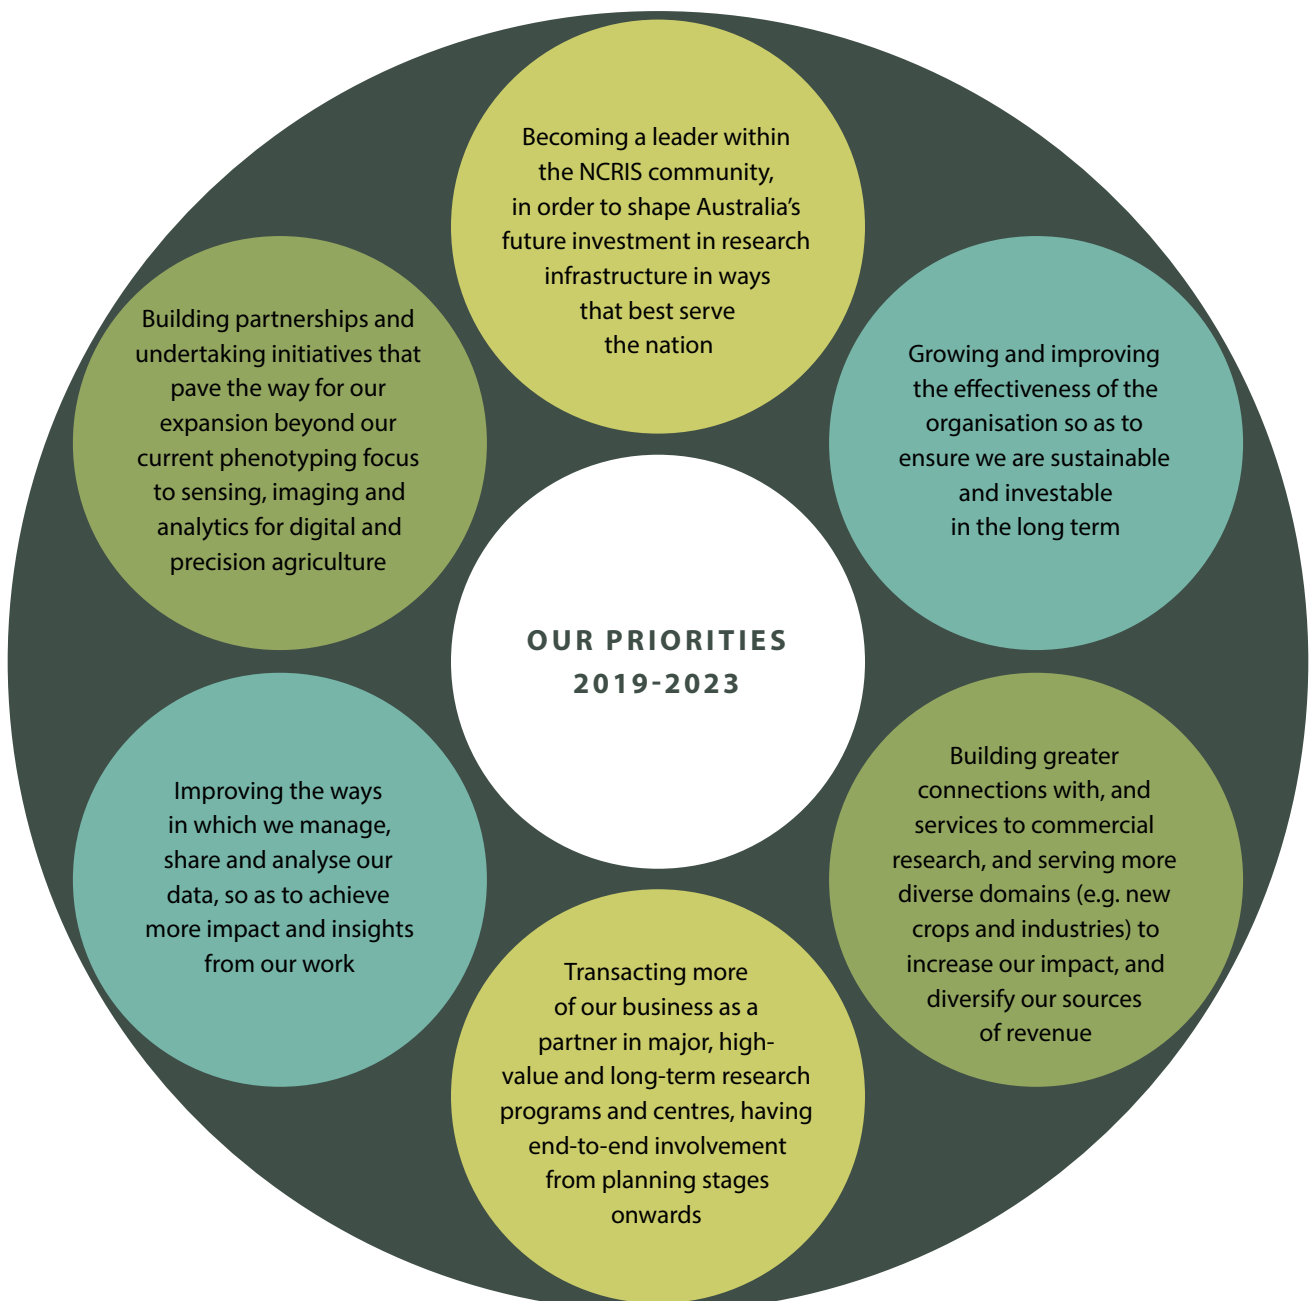 Becoming a leader within
the NCRIS community,
in order to shape Australia’s
future investment in research
infrastructure in ways
that best serve
the nation
Growing and improving
the effectiveness of the
organisation so as to
ensure we are sustainable
and investable
in the long term
Building greater
connections with, and
services to commercial
research, and serving more
diverse domains (e.g. new
crops and industries) to
increase our impact, and
diversify our sources
of revenue
Transacting more
of our business as a
partner in major, high-
value and long-term research
programs and centres, having
end-to-end involvement
from planning stages
onwards
Improving the ways
in which we manage,
share and analyse our
data, so as to achieve
more impact and insights
from our work
Building partnerships and
undertaking initiatives that
pave the way for our
expansion beyond our
current phenotyping focus
to sensing, imaging and
analytics for digital and
precision agriculture
OUR PRIORITIES
2019-2023